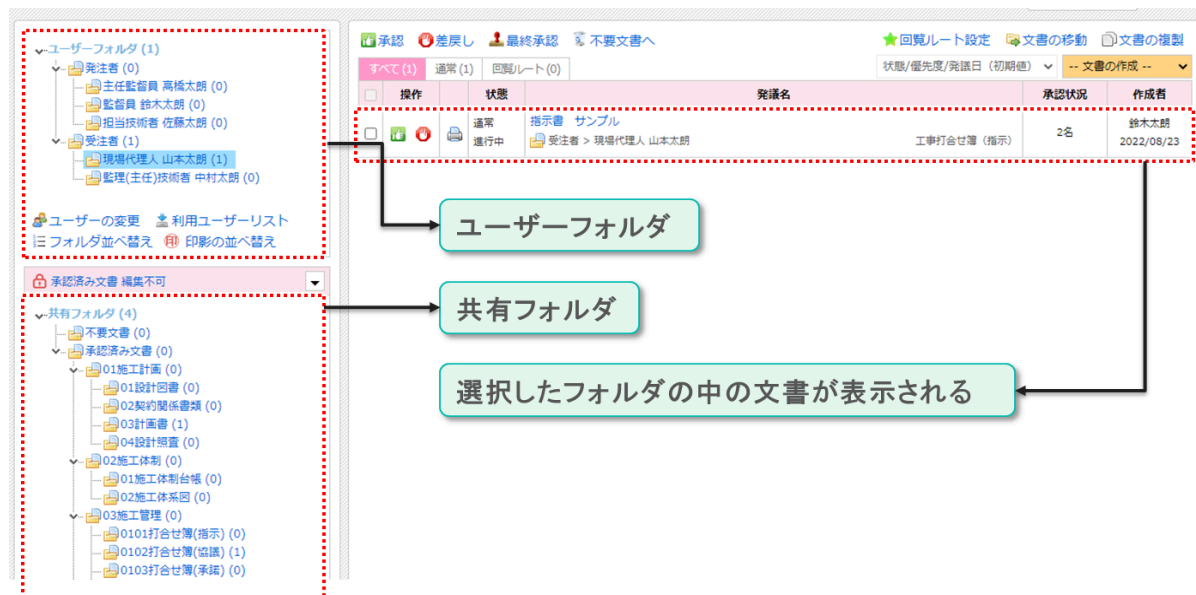 ユーザーフォルダ (1)
発注者 (0)
主任監督員 高橋太朗 (0)
監督員 鈴木太朗 (0)
担当技術者 佐藤太朗 (0)
受注者 (1)
現場代理人 山本太朗 (1)
監理(主任)技術者 中村太朗 (0)
ユーザーの変更 利用ユーザーリスト
フォルダ並べ替え 印 印影の並べ替え
承認済み文書 編集不可
共有フォルダ (4)
不要文書 (0)
承認済み文書 (0)
01施工計画 (0)
01設計図書 (0)
02契約関係書類 (0)
03計画書 (1)
04設計照査 (0)
02施工体制 (0)
01施工体制台帳 (0)
02施工体系図 (0)
03施工管理 (0)
0101打合せ簿(指示) (0)
0102打合せ簿(協議) (1)
0103打合せ簿(承諾) (0)
承認 差戻し 最終承認 不要文書へ
回覧ルート設定 文書の移動 文書の複製
すべて(1) 通常(1) 回覧ルート(0)
状態/優先度/発議日（初期値） -- 文書の作成 --
操作 状態 発議名 承認状況 作成者
通常 指示書 サンプル 鈴木太朗
進行中 受注者 > 現場代理人 山本太朗 工事打合せ簿（指示） 2名 2022/08/23
ユーザーフォルダ
共有フォルダ
選択したフォルダの中の文書が表示される